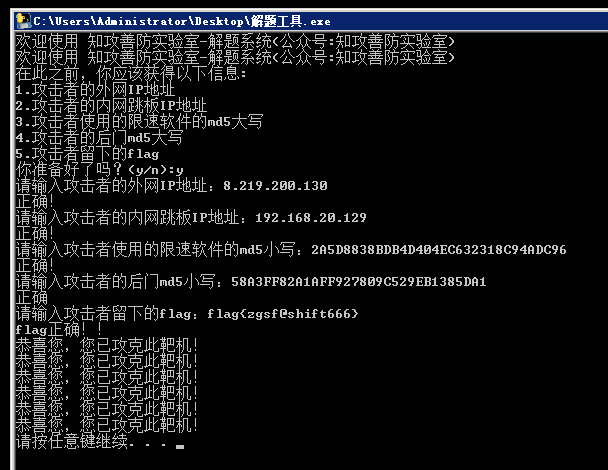 C:\Users\Administrator\Desktop\解题工具.exe
欢迎使用 知攻善防实验室-解题系统(公众号:知攻善防实验室)
欢迎使用 知攻善防实验室-解题系统(公众号:知攻善防实验室)
在此之前，你应该获得以下信息:
1.攻击者的外网IP地址
2.攻击者的内网跳板IP地址
3.攻击者使用的限速软件的md5大写
4.攻击者的后门md5大写
5.攻击者留下的flag
你准备好了吗？(y/n):y
请输入攻击者的外网IP地址：8.219.200.130
正确!
请输入攻击者的内网跳板IP地址：192.168.20.129
正确!
请输入攻击者使用的限速软件的md5小写：2A5D8838BDB4D404EC632318C94ADC96
正确!
请输入攻击者的后门md5小写：58A3FF82A1AFF927809C529EB1385DA1
正确
请输入攻击者留下的flag：flag{zgsf@shift666}
flag正确！!
恭喜您，您已攻克此靶机!
恭喜您，您已攻克此靶机!
恭喜您，您已攻克此靶机!
恭喜您，您已攻克此靶机!
恭喜您，您已攻克此靶机!
恭喜您，您已攻克此靶机!
请按任意键继续. . .